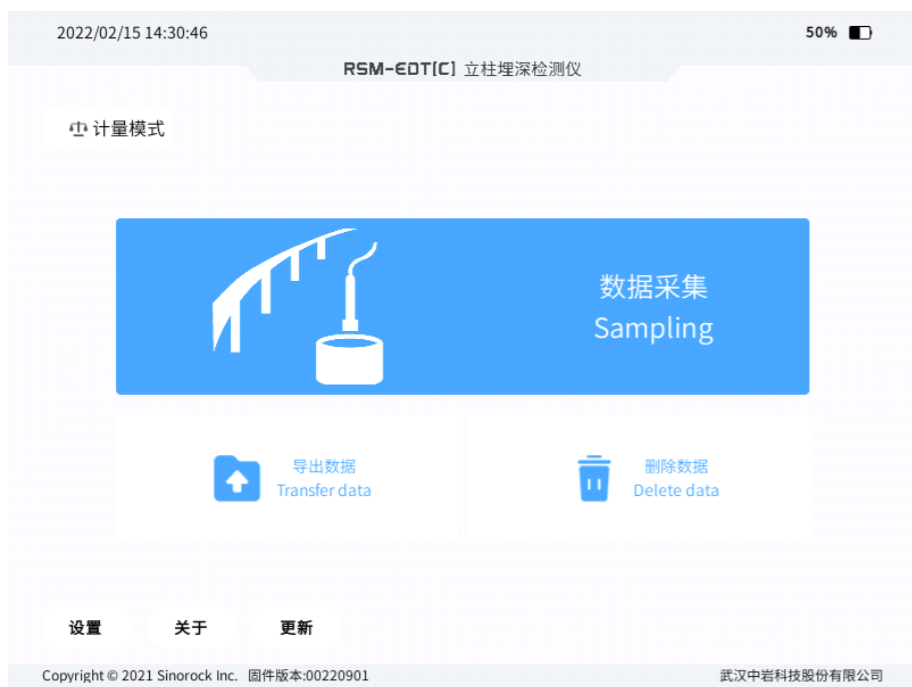 2022/02/15 14:30:46
50%
RSM-EDT[C] 立柱埋深检测仪
计量模式
数据采集
Sampling
导出数据
Transfer data
删除数据
Delete data
设置
关于
更新
Copyright © 2021 Sinorock Inc. 固件版本:00220901
武汉中岩科技股份有限公司